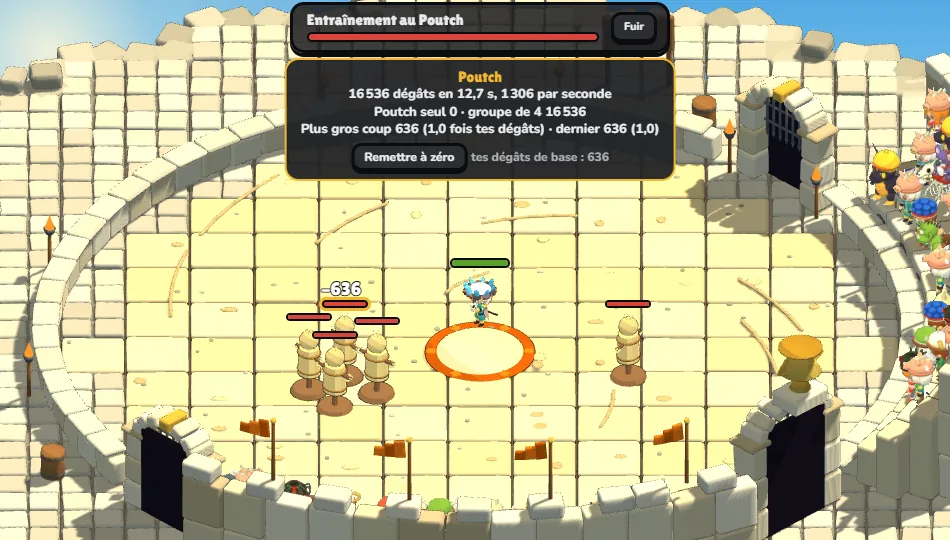 Entraînement au Poutch
Fuir
Poutch
16 536 dégâts en 12,7 s, 1 306 par seconde
Poutch seul 0 · groupe de 4 16 536
Plus gros coup 636 (1,0 fois tes dégâts) · dernier 636 (1,0)
Remettre à zéro
tes dégâts de base : 636
-636